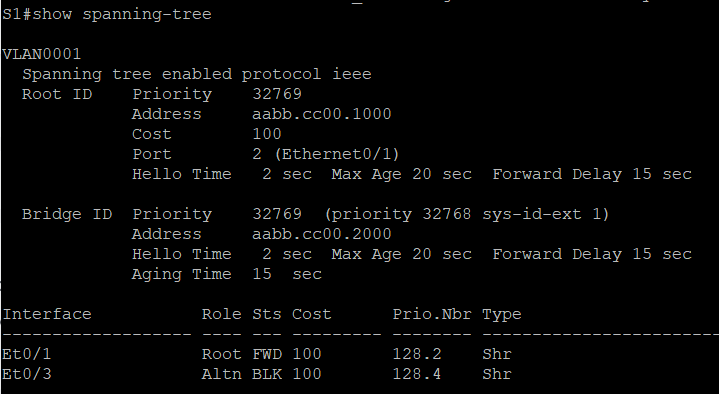 S1#show spanning-tree
VLAN0001
Spanning tree enabled protocol ieee
Root ID Priority 32769
Address aabb.cc00.1000
Cost 100
Port 2 (Ethernet0/1)
Hello Time 2 sec Max Age 20 sec Forward Delay 15 sec
Bridge ID Priority 32769 (priority 32768 sys-id-ext 1)
Address aabb.cc00.2000
Hello Time 2 sec Max Age 20 sec Forward Delay 15 sec
Aging Time 15 sec
Interface Role Sts Cost Prio.Nbr Type
------------------- ---- --- --------- -------- ------------------------
Et0/1 Root FWD 100 128.2 Shr
Et0/3 Altn BLK 100 128.4 Shr